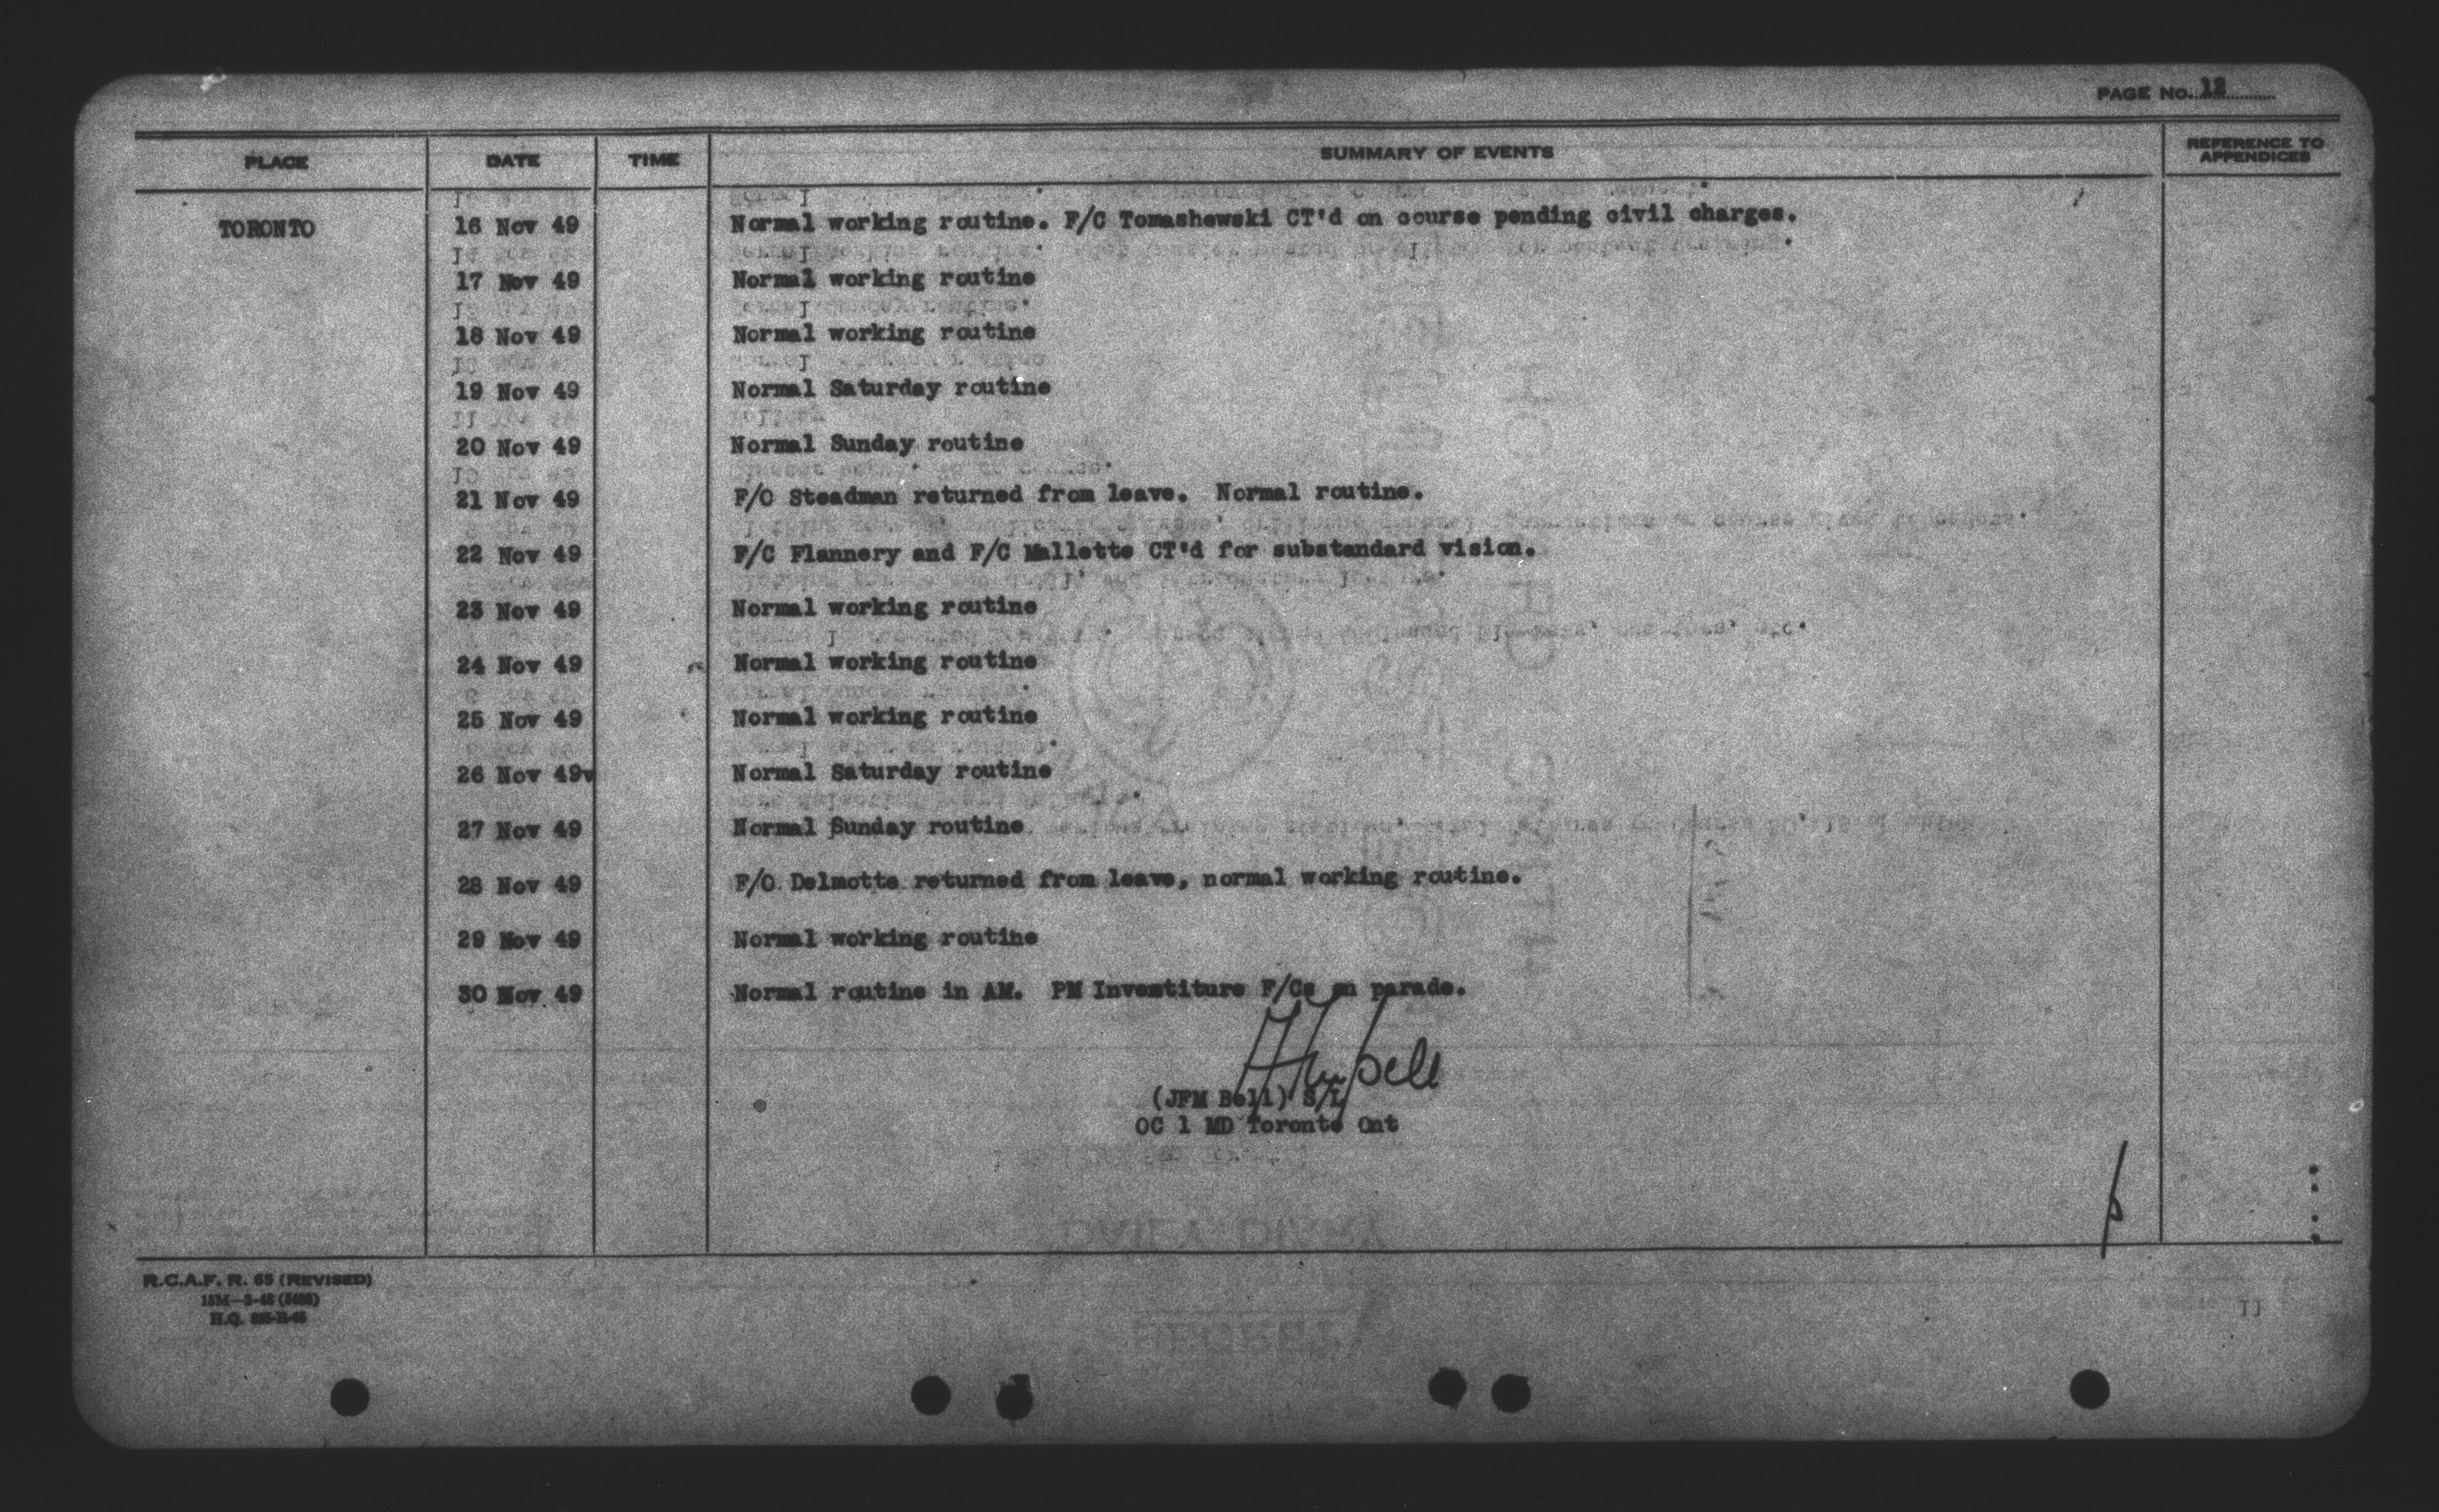 PAGE NO. 12
PLACE DATE TIME SUMMARY OF EVENTS REFERENCE TO APPENDICES
TORONTO 16 Nov 49 Normal working routine. F/C Tomashewski CT'd on course pending civil charges.
17 Nov 49 Normal working routine
18 Nov 49 Normal working routine
19 Nov 49 Normal Saturday routine
20 Nov 49 Normal Sunday routine
21 Nov 49 F/C Steadman returned from leave. Normal routine.
22 Nov 49 F/C Flannery and F/C Mallette CT'd for substandard vision.
23 Nov 49 Normal working routine
24 Nov 49 Normal working routine
25 Nov 49 Normal working routine
26 Nov 49v Normal Saturday routine
27 Nov 49 Normal Sunday routine
28 Nov 49 F/O Delmotte returned from leave, normal working routine.
29 Nov 49 Normal working routine
30 Nov 49 Normal routine in AM. PM Investiture F/Cs on parade.
(JFM Bell) S/L
OC 1 MD Toronto Ont
R.C.A.F. R. 65 (REVISED)
H.Q.